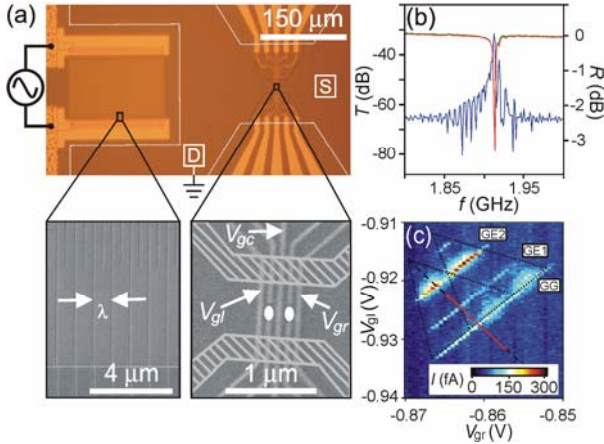 (a)
150 μm
S
D
λ
4 μm
Vgc
Vgl
Vgr
1 μm
(b)
-40
-60
-80
T (dB)
0
-1
-2
-3
R (dB)
1.85
1.95
f (GHz)
(c)
GE2
GE1
GG
-0.91
-0.92
-0.93
-0.94
Vgl(V)
I (fA)
0
150
300
-0.87
-0.86
-0.85
Vgr (V)